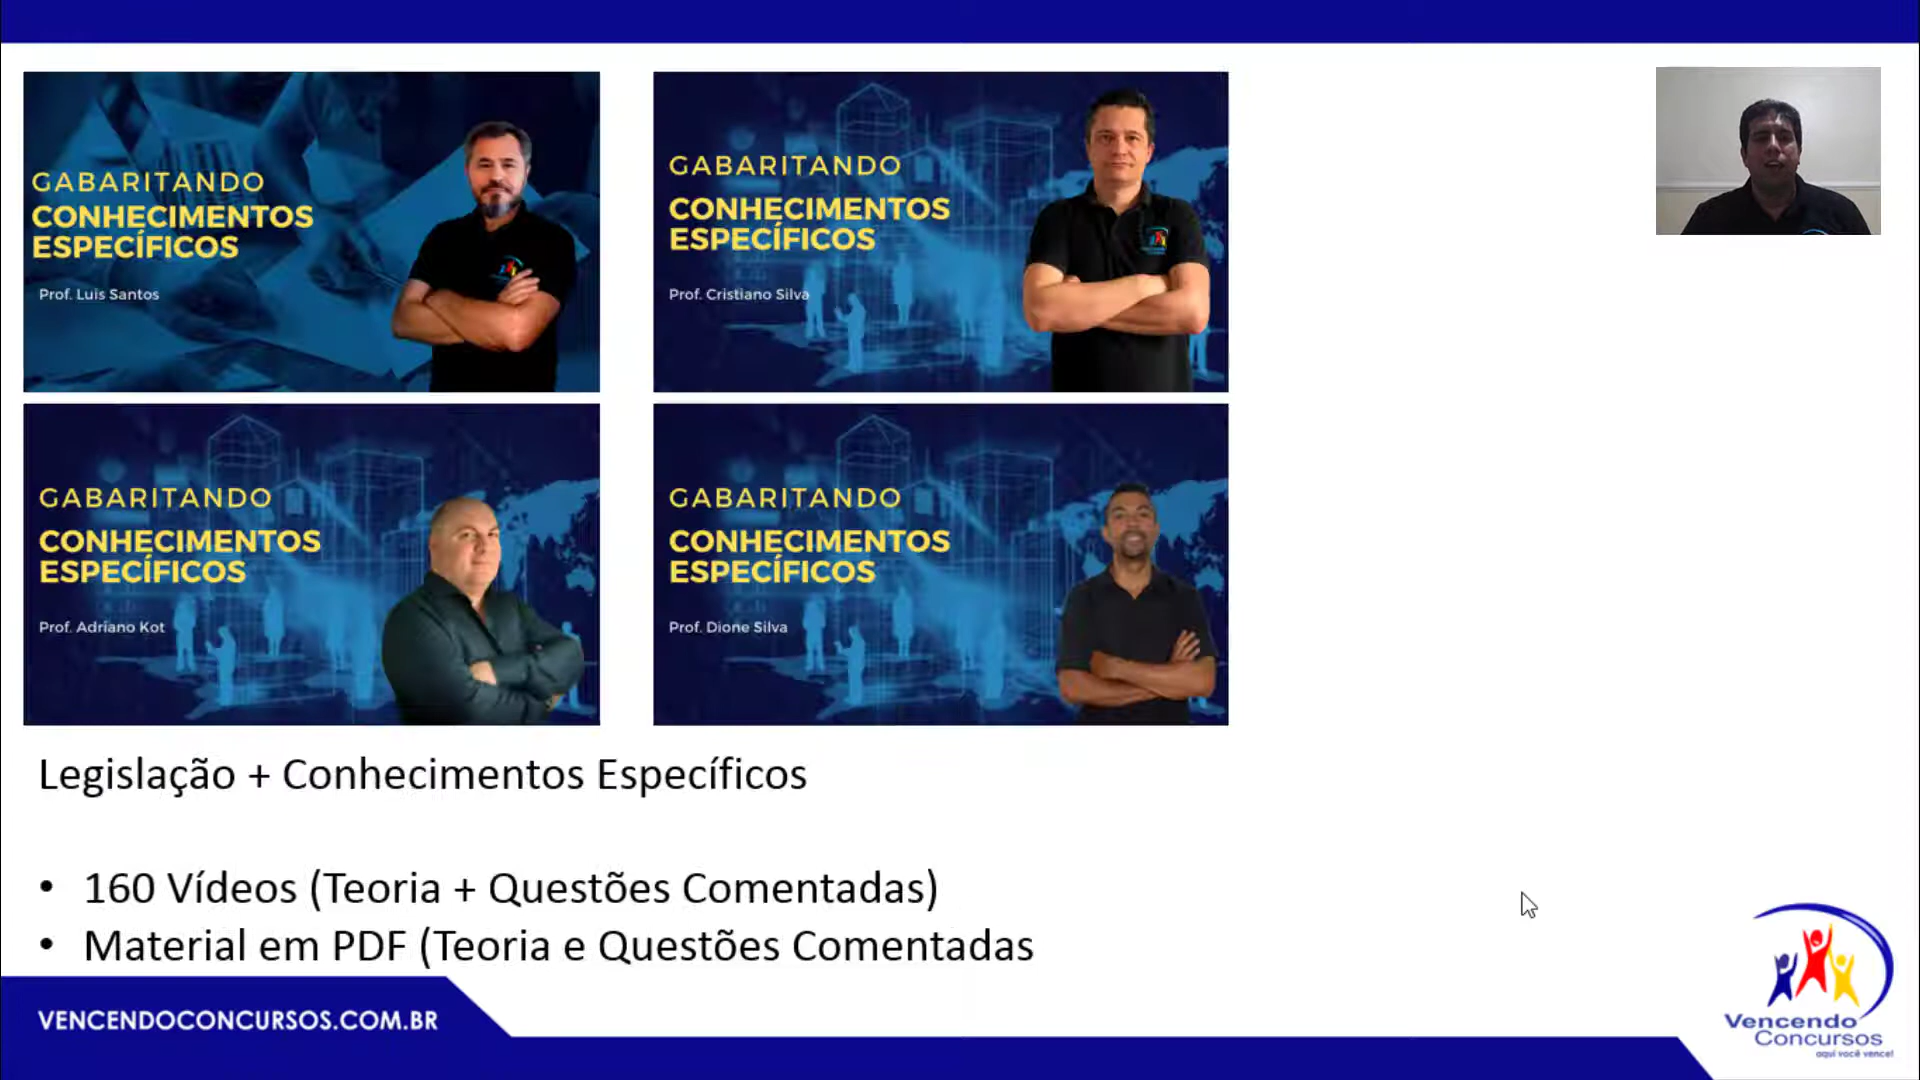 GABARITANDO
CONHECIMENTOS
ESPECÍFICOS
Prof. Luis Santos
GABARITANDO
CONHECIMENTOS
ESPECÍFICOS
Prof. Cristiano Silva
GABARITANDO
CONHECIMENTOS
ESPECÍFICOS
Prof. Adriano Kot
GABARITANDO
CONHECIMENTOS
ESPECÍFICOS
Prof. Dione Silva
Legislação + Conhecimentos Específicos
• 160 Vídeos (Teoria + Questões Comentadas)
• Material em PDF (Teoria e Questões Comentadas
VENCENDOCONCURSOS.COM.BR
Vencendo
Concursos
aqui você vence!